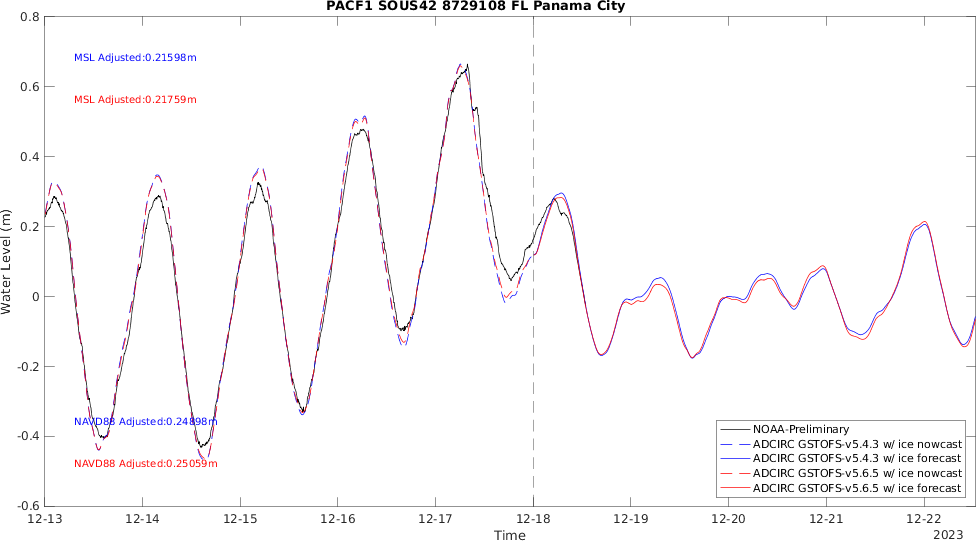 PACF1 SOUS42 8729108 FL Panama City
0.8
0.6
0.4
0.2
0
-0.2
-0.4
-0.6
Water Level (m)
MSL Adjusted:0.21598m
MSL Adjusted:0.21759m
NAVD88 Adjusted:0.24898m
NAVD88 Adjusted:0.25059m
NOAA-Preliminary
ADCIRC GSTOFS-v5.4.3 w/ ice nowcast
ADCIRC GSTOFS-v5.4.3 w/ ice forecast
ADCIRC GSTOFS-v5.6.5 w/ ice nowcast
ADCIRC GSTOFS-v5.6.5 w/ ice forecast
12-13 12-14 12-15 12-16 12-17 12-18 12-19 12-20 12-21 12-22
Time
2023